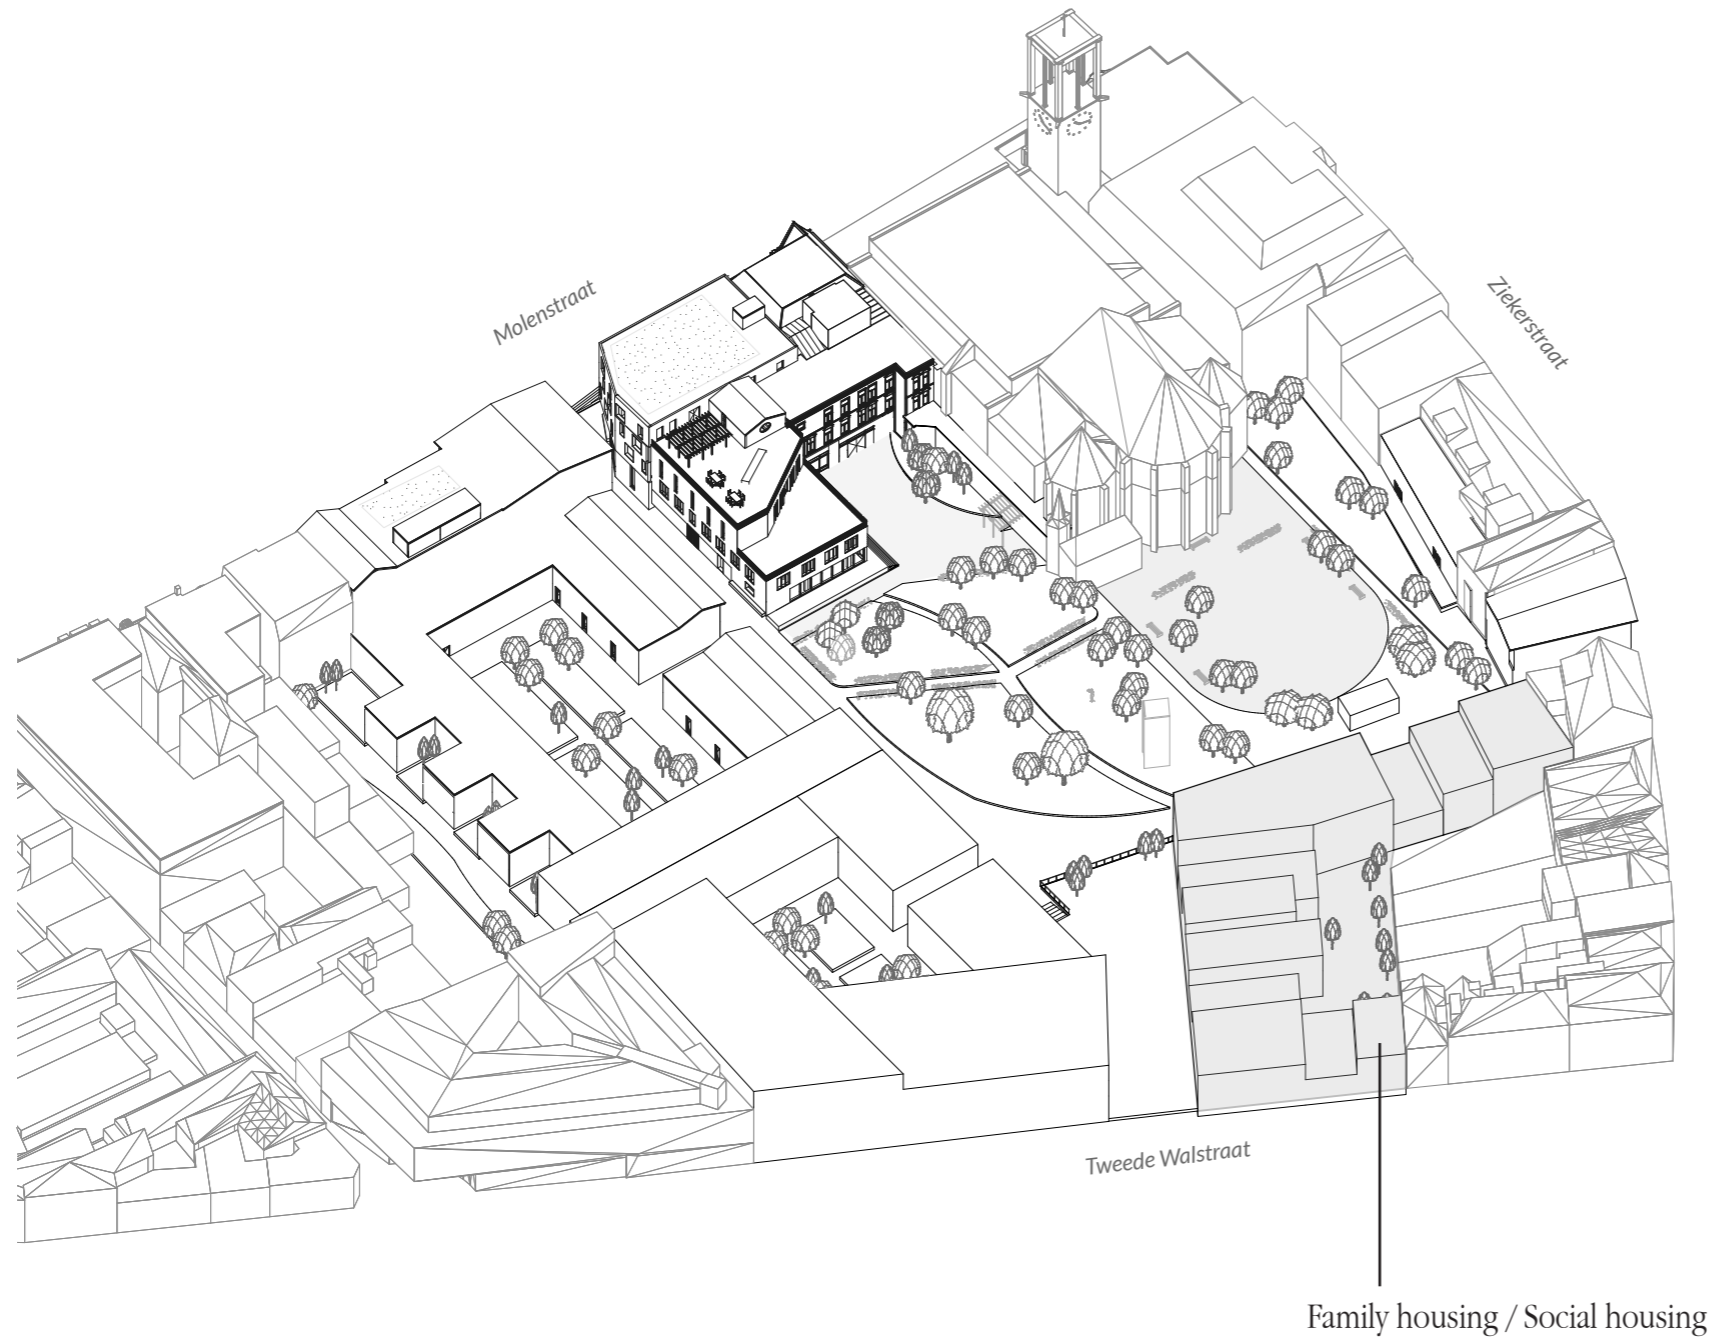 Molenstraat
Ziekerstraat
Tweede Walstraat
Family housing / Social housing